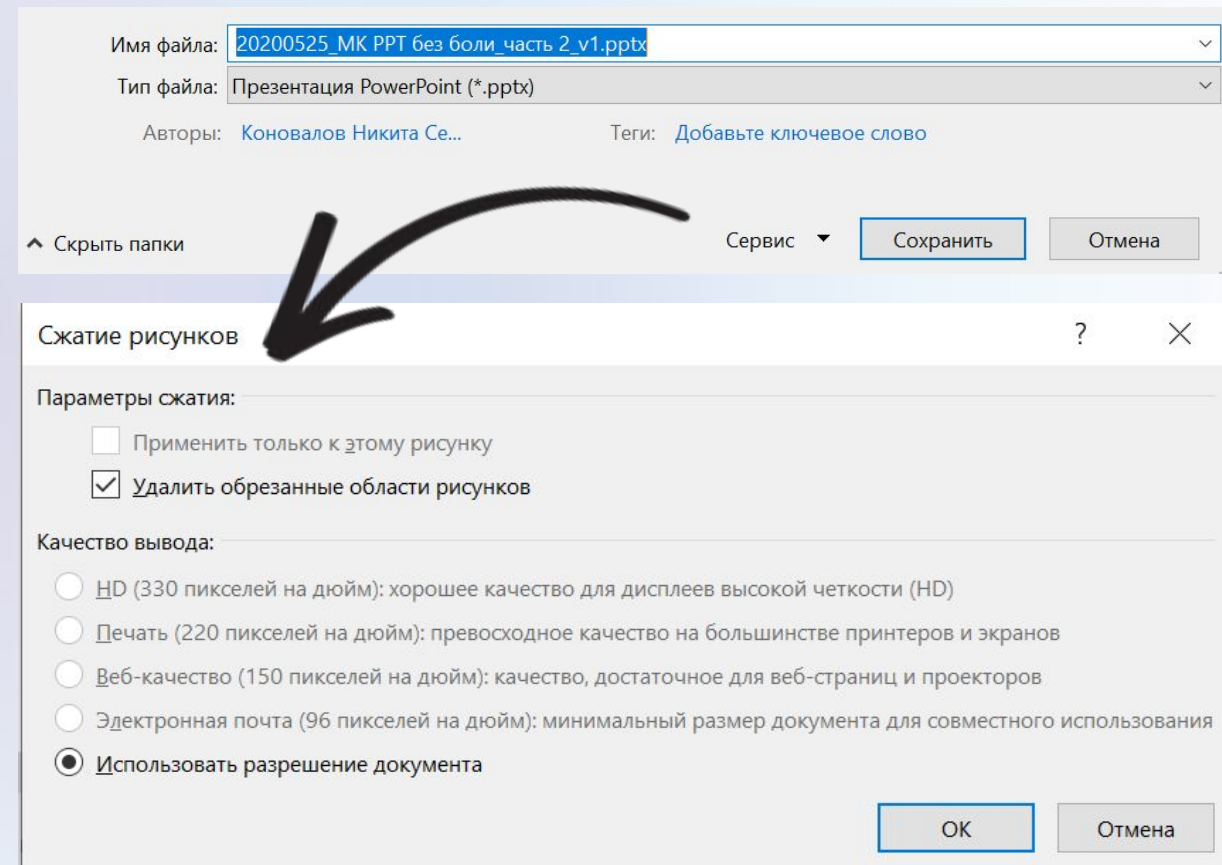 Имя файла: 20200525_МК PPT без боли_часть 2_v1.pptx
Тип файла: Презентация PowerPoint (*.pptx)
Авторы: Коновалов Никита Се... Теги: Добавьте ключевое слово
Скрыть папки Сервис Сохранить Отмена
Сжатие рисунков ?
Параметры сжатия:
Применить только к этому рисунку
Удалить обрезанные области рисунков
Качество вывода:
HD (330 пикселей на дюйм): хорошее качество для дисплеев высокой четкости (HD)
Печать (220 пикселей на дюйм): превосходное качество на большинстве принтеров и экранов
Веб-качество (150 пикселей на дюйм): качество, достаточное для веб-страниц и проекторов
Электронная почта (96 пикселей на дюйм): минимальный размер документа для совместного использования
Использовать разрешение документа
ОК Отмена